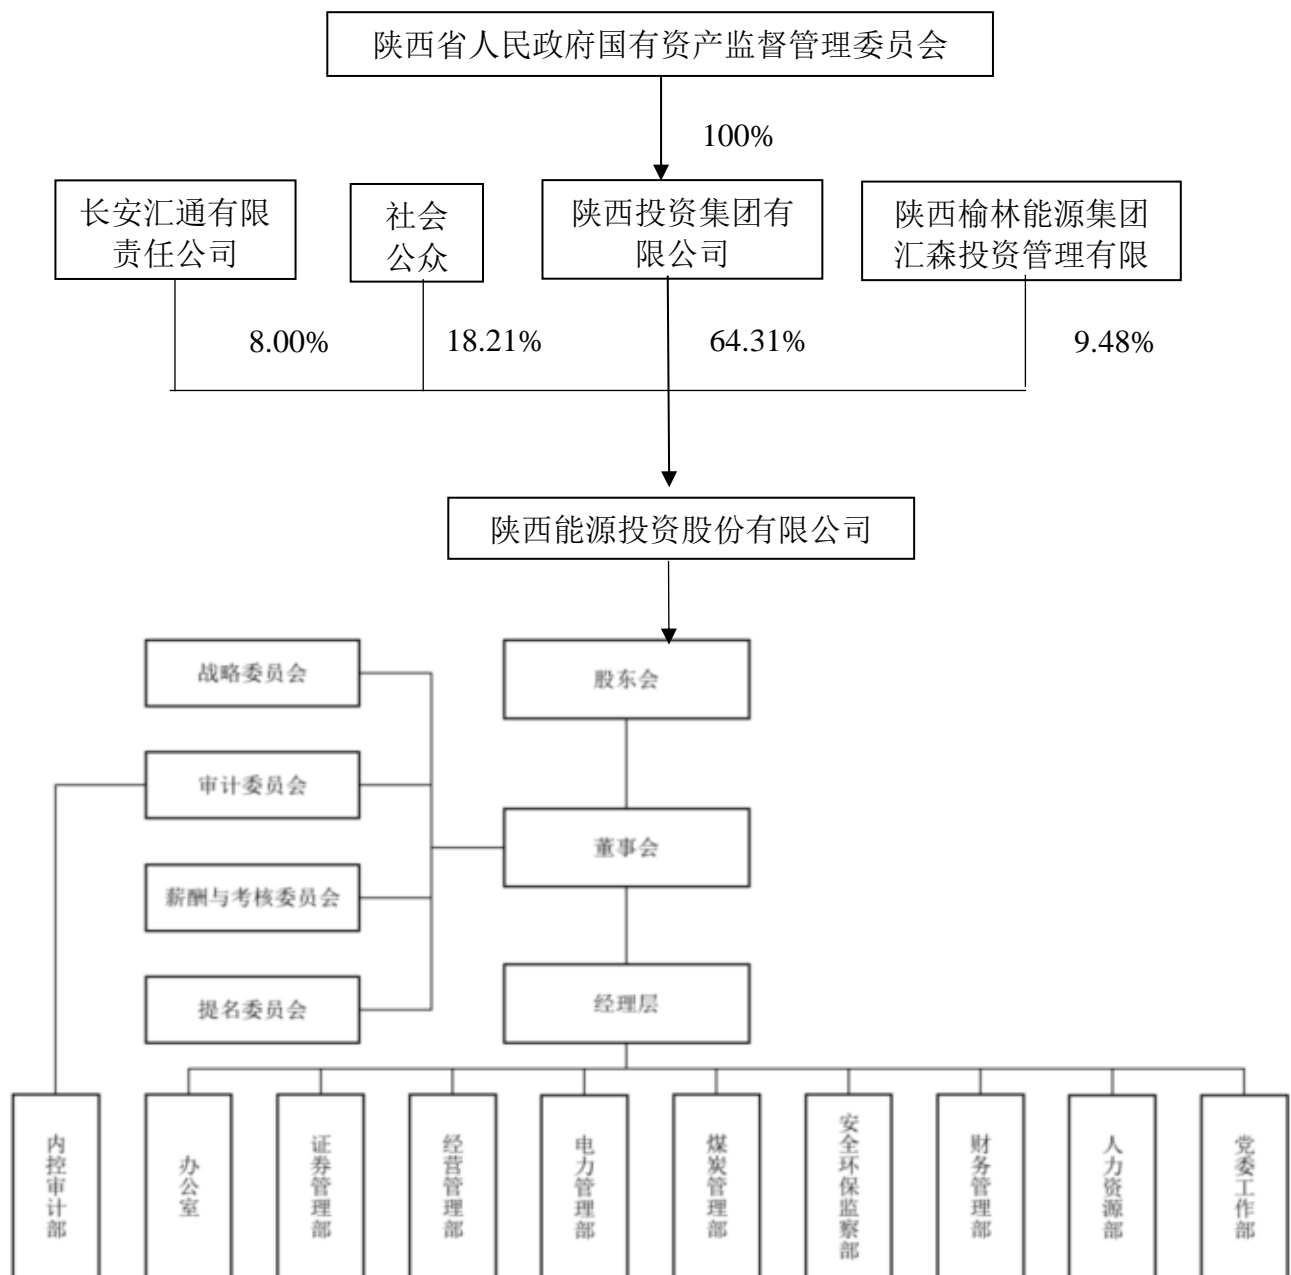 陕西省人民政府国有资产监督管理委员会
100%
长安汇通有限
责任公司
社会
公众
陕西投资集团有
限公司
陕西榆林能源集团
汇森投资管理有限
8.00%
18.21%
64.31%
9.48%
陕西能源投资股份有限公司
战略委员会
股东会
审计委员会
董事会
薪酬与考核委员会
提名委员会
经理层
内控审计部
办公室
证券管理部
经营管理部
电力管理部
煤炭管理部
安全环保监察部
财务管理部
人力资源部
党委工作部